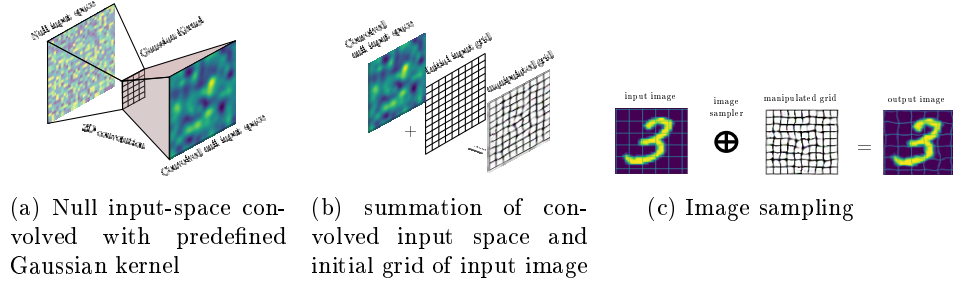 Null input space
Gaussian Kernel
2D convolution
Convolved null input space
Convolved
null input space
Initial input grid
manipulated grid
+
=
input image
image
sampler
manipulated grid
output image
=
(a) Null input-space con-
volved with predefined
Gaussian kernel
(b) summation of con-
volved input space and
initial grid of input image
(c) Image sampling